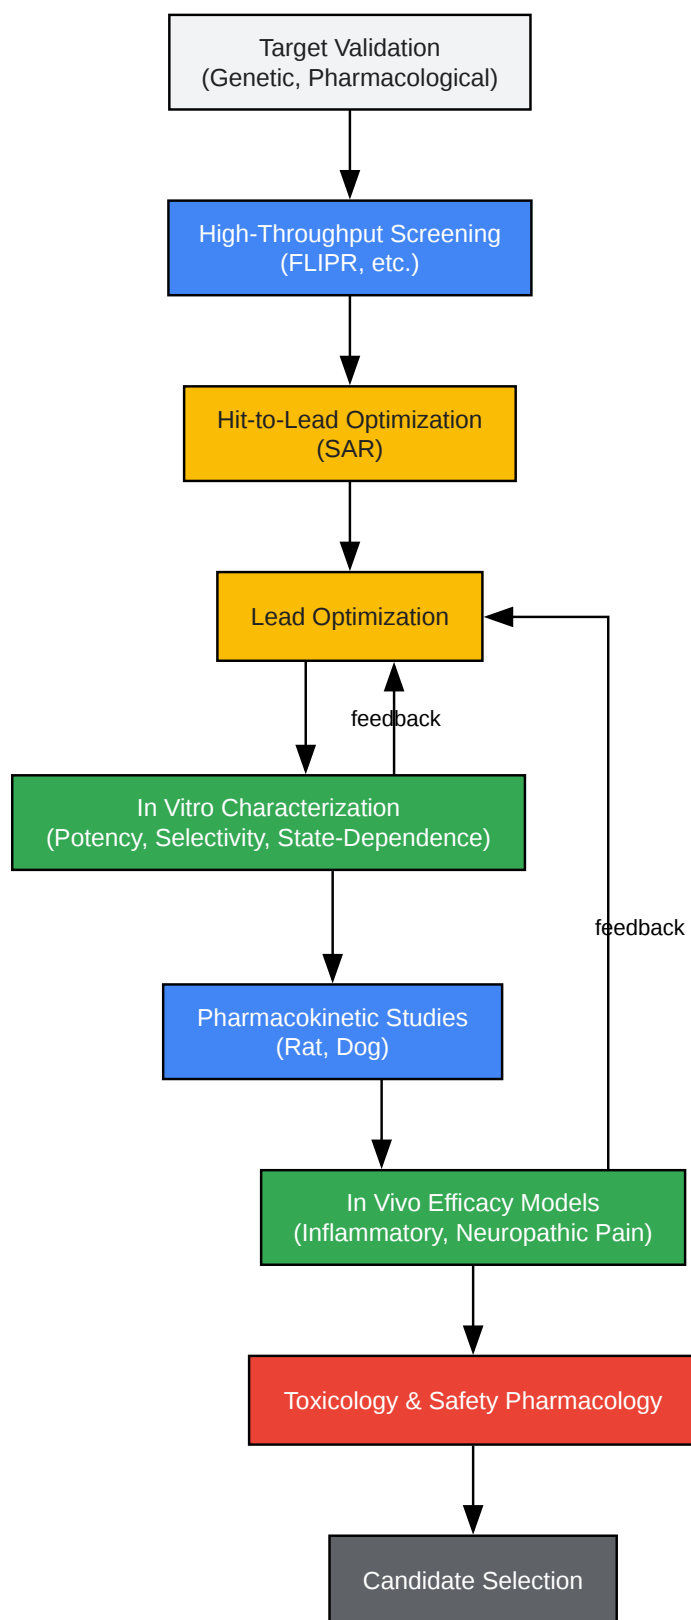 Target Validation
(Genetic, Pharmacological)
High-Throughput Screening
(FLIPR, etc.)
Hit-to-Lead Optimization
(SAR)
Lead Optimization
feedback
In Vitro Characterization
(Potency, Selectivity, State-Dependence)
feedback
Pharmacokinetic Studies
(Rat, Dog)
In Vivo Efficacy Models
(Inflammatory, Neuropathic Pain)
Toxicology & Safety Pharmacology
Candidate Selection